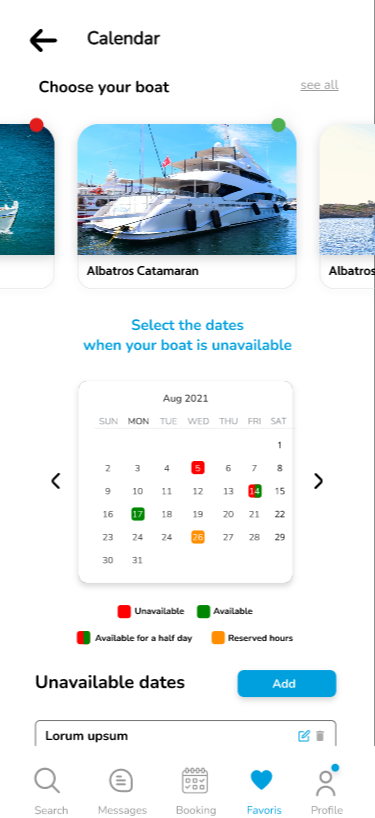 Calendar
Choose your boat
see all
Albatros Catamaran
Albatros
Select the dates
when your boat is unavailable
Aug 2021
SUN MON TUE WED THU FRI SAT
1
2 3 4 5 6 7 8
9 10 11 12 13 14 15
16 17 18 19 20 21 22
23 24 24 26 27 28 29
30 31
Unavailable Available
Available for a half day Reserved hours
Unavailable dates
Add
Lorum upsum
Search Messages Booking Favoris Profile